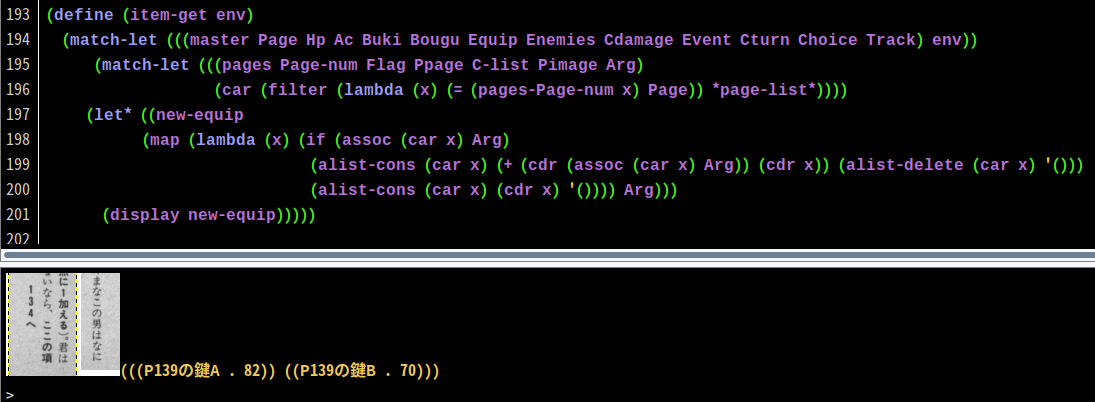 193 (define (item-get env)
194 (match-let (((master Page Hp Ac Buki Bougu Equip Enemies Cdamage Event Cturn Choice Track) env))
195 (match-let (((pages Page-num Flag Ppage C-list Pimage Arg)
196 (car (filter (lambda (x) (= (pages-Page-num x) Page)) *page-list*))))
197 (let* ((new-equip
198 (map (lambda (x) (if (assoc (car x) Arg)
199 (alist-cons (car x) (+ (cdr (assoc (car x) Arg)) (cdr x)) (alist-delete (car x) '()))
200 (alist-cons (car x) (cdr x) '()))) Arg)))
201 (display new-equip)))))
202
まなこの男はなに
点に1加える)。君は
ないなら、ここの項
134へ
(((P139の鍵A . 82)) ((P139の鍵B . 70)))
>